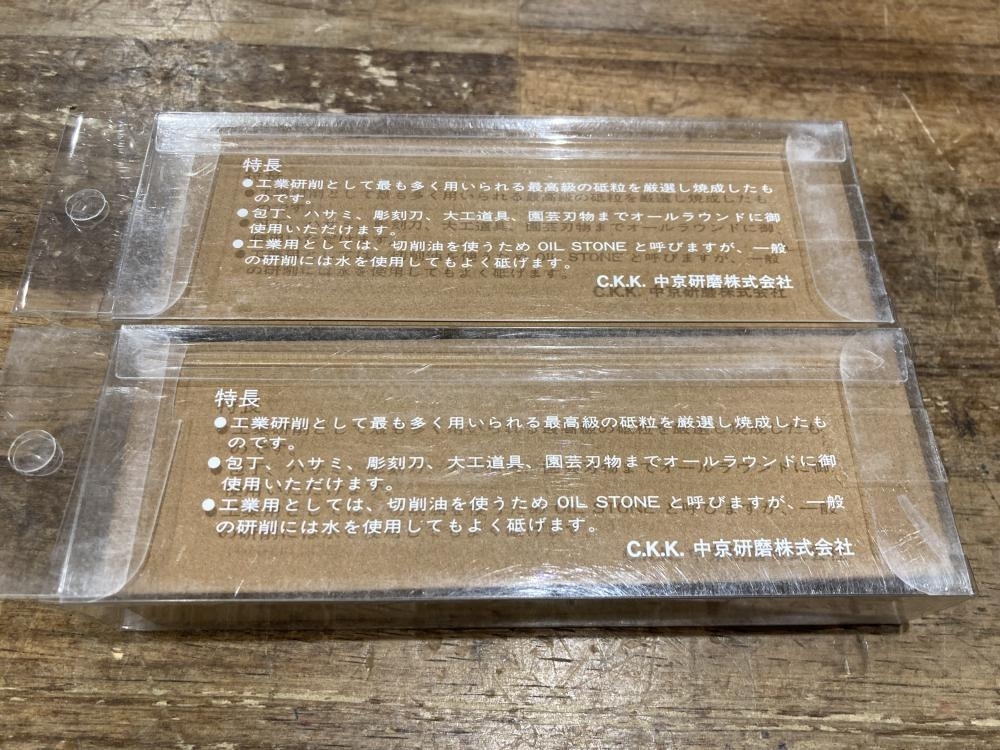 特長
●工業研削として最も多く用いられる最高級の砥粒を厳選し焼成したも
のです。
●包丁、ハサミ、彫刻刀、大工道具、園芸刃物までオールラウンドに御
使用いただけます。
●工業用としては、切削油を使うため OIL STONE と呼びますが、一般
の研削には水を使用してもよく砥げます。
C.K.K. 中京研磨株式会社
特長
●工業研削として最も多く用いられる最高級の砥粒を厳選し焼成したも
のです。
●包丁、ハサミ、彫刻刀、大工道具、園芸刃物までオールラウンドに御
使用いただけます。
●工業用としては、切削油を使うため OIL STONE と呼びますが、一般
の研削には水を使用してもよく砥げます。
C.K.K. 中京研磨株式会社